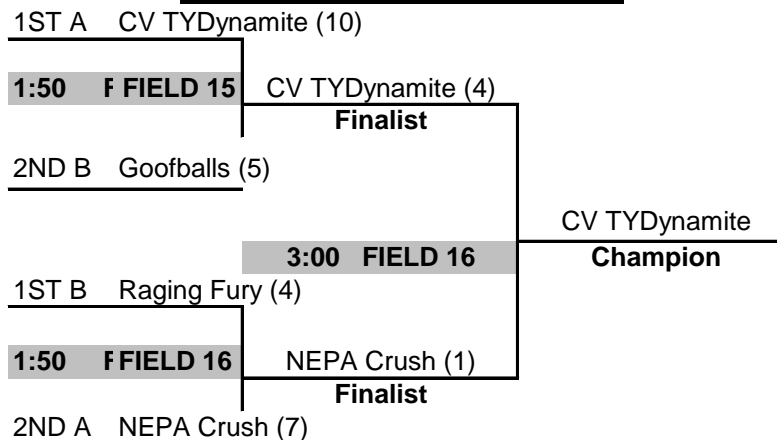 1ST A CV TYDynamite (10)
1:50 F FIELD 15 CV TYDynamite (4)
Finalist
2ND B Goofballs (5)
CV TYDynamite
3:00 FIELD 16 Champion
1ST B Raging Fury (4)
1:50 F FIELD 16 NEPA Crush (1)
Finalist
2ND A NEPA Crush (7)